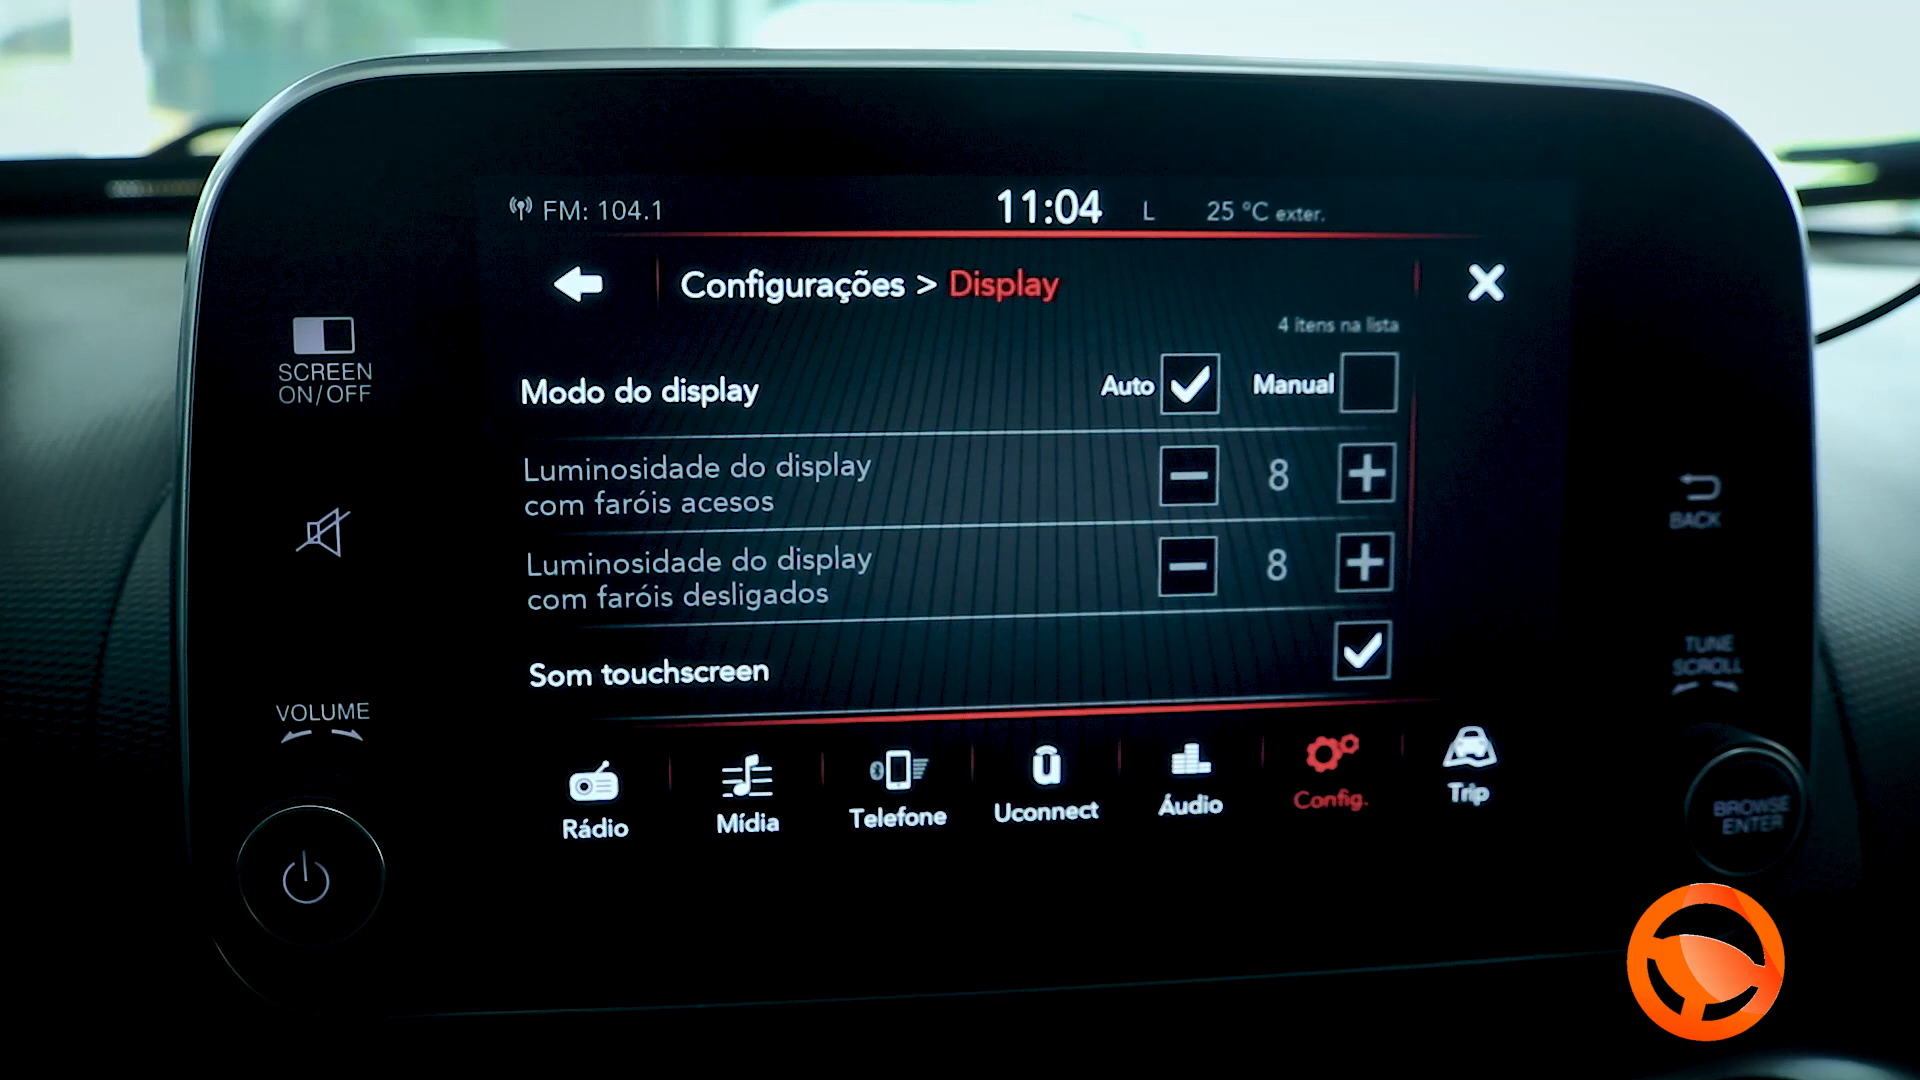 FM: 104.1 11:04 L 25 °C exter.
Configurações > Display
4 itens na lista
SCREEN
ON/OFF
Modo do display Auto Manual
Luminosidade do display
com faróis acesos
8
BACK
Luminosidade do display
com faróis desligados
8
TUNE
SCROLL
Som touchscreen
VOLUME
Rádio Mídia Telefone Uconnect Áudio Config. Trip
BROWSE
ENTER